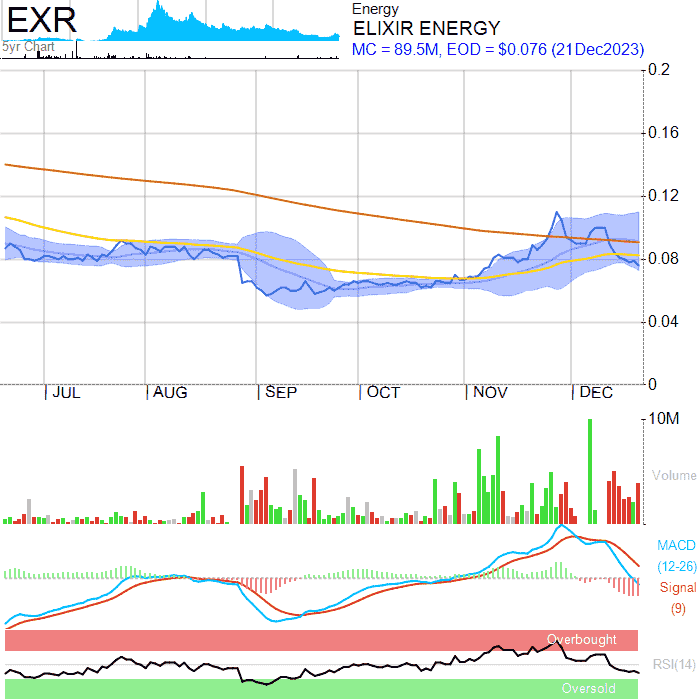 EXR
5yr Chart
Energy
ELIXIR ENERGY
MC = 89.5M, EOD = $0.076 (21Dec2023)
0.2
0.16
0.12
0.08
0.04
0
JUL AUG SEP OCT NOV DEC
10M
Volume
MACD
(12-26)
Signal
(9)
Overbought
RSI(14)
Oversold